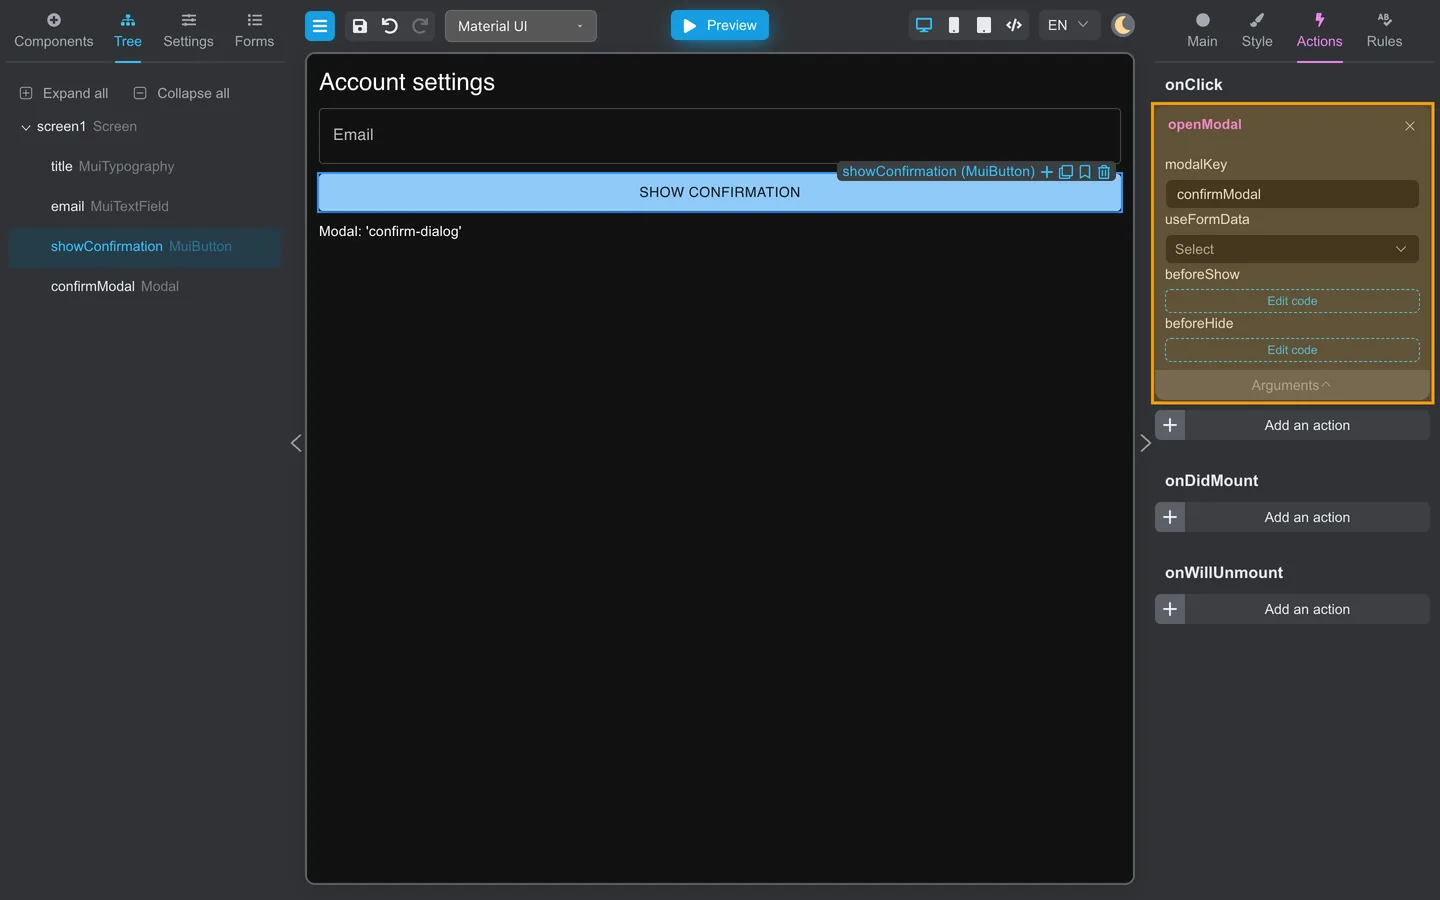 Components
Tree
Settings
Forms
Material UI
Preview
EN
Main
Style
Actions
AB
Rules
Expand all
Collapse all
screen1 Screen
title MuiTypography
email MuiTextField
showConfirmation MuiButton
confirmModal Modal
Account settings
Email
showConfirmation (MuiButton)
SHOW CONFIRMATION
Modal: 'confirm-dialog'
onClick
openModal
modalKey
confirmModal
useFormData
Select
beforeShow
Edit code
beforeHide
Edit code
Arguments
Add an action
onDidMount
Add an action
onWillUnmount
Add an action